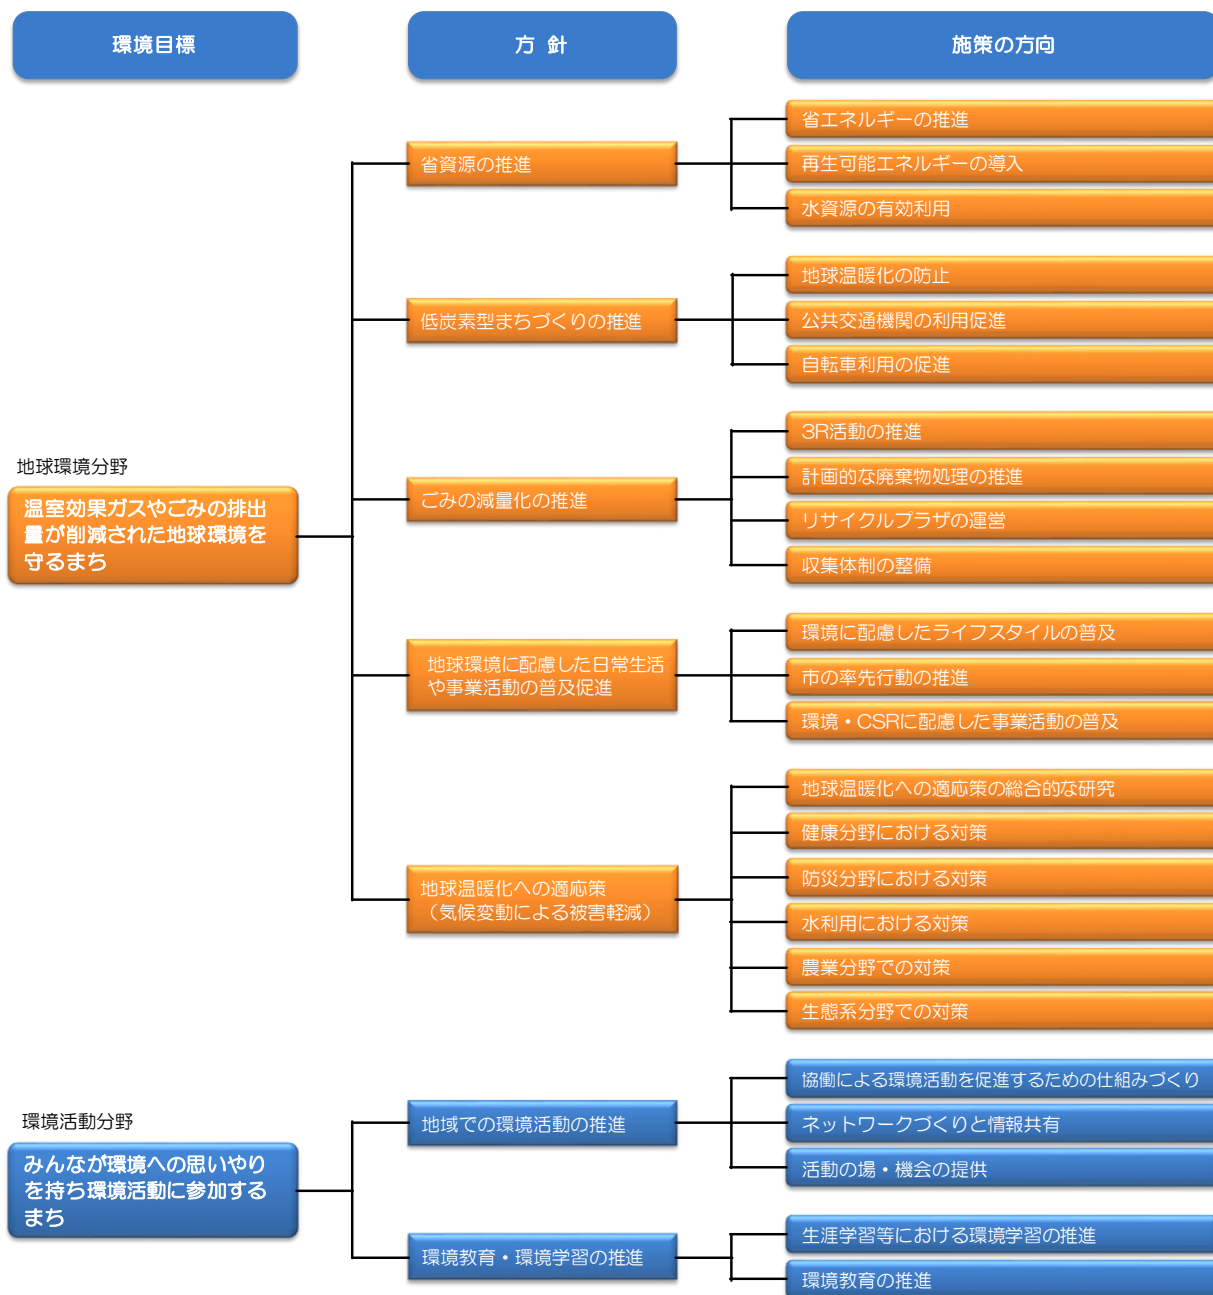 環境目標
方 針
施策の方向
地球環境分野
温室効果ガスやごみの排出
量が削減された地球環境を
守るまち
省資源の推進
省エネルギーの推進
再生可能エネルギーの導入
水資源の有効利用
低炭素型まちづくりの推進
地球温暖化の防止
公共交通機関の利用促進
自転車利用の促進
ごみの減量化の推進
3R活動の推進
計画的な廃棄物処理の推進
リサイクルプラザの運営
収集体制の整備
地球環境に配慮した日常生活
や事業活動の普及促進
環境に配慮したライフスタイルの普及
市の率先行動の推進
環境・CSRに配慮した事業活動の普及
地球温暖化への適応策
（気候変動による被害軽減）
地球温暖化への適応策の総合的な研究
健康分野における対策
防災分野における対策
水利用における対策
農業分野での対策
生態系分野での対策
環境活動分野
みんなが環境への思いやり
を持ち環境活動に参加する
まち
地域での環境活動の推進
協働による環境活動を促進するための仕組みづくり
ネットワークづくりと情報共有
活動の場・機会の提供
環境教育・環境学習の推進
生涯学習等における環境学習の推進
環境教育の推進